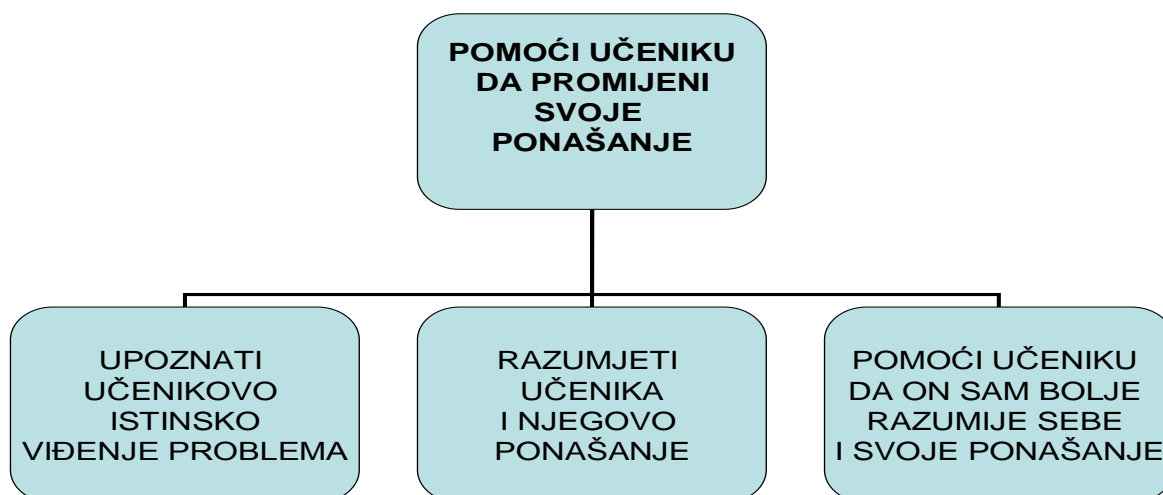 POMOĆI UČENIKU
DA PROMIJENI
SVOJE
PONAŠANJE
UPOZNATI
UČENIKOVO
ISTINSKO
VIĐENJE PROBLEMA
RAZUMJETI
UČENIKA
I NJEGOVO
PONAŠANJE
POMOĆI UČENIKU
DA ON SAM BOLJE
RAZUMIJE SEBE
I SVOJE PONAŠANJE